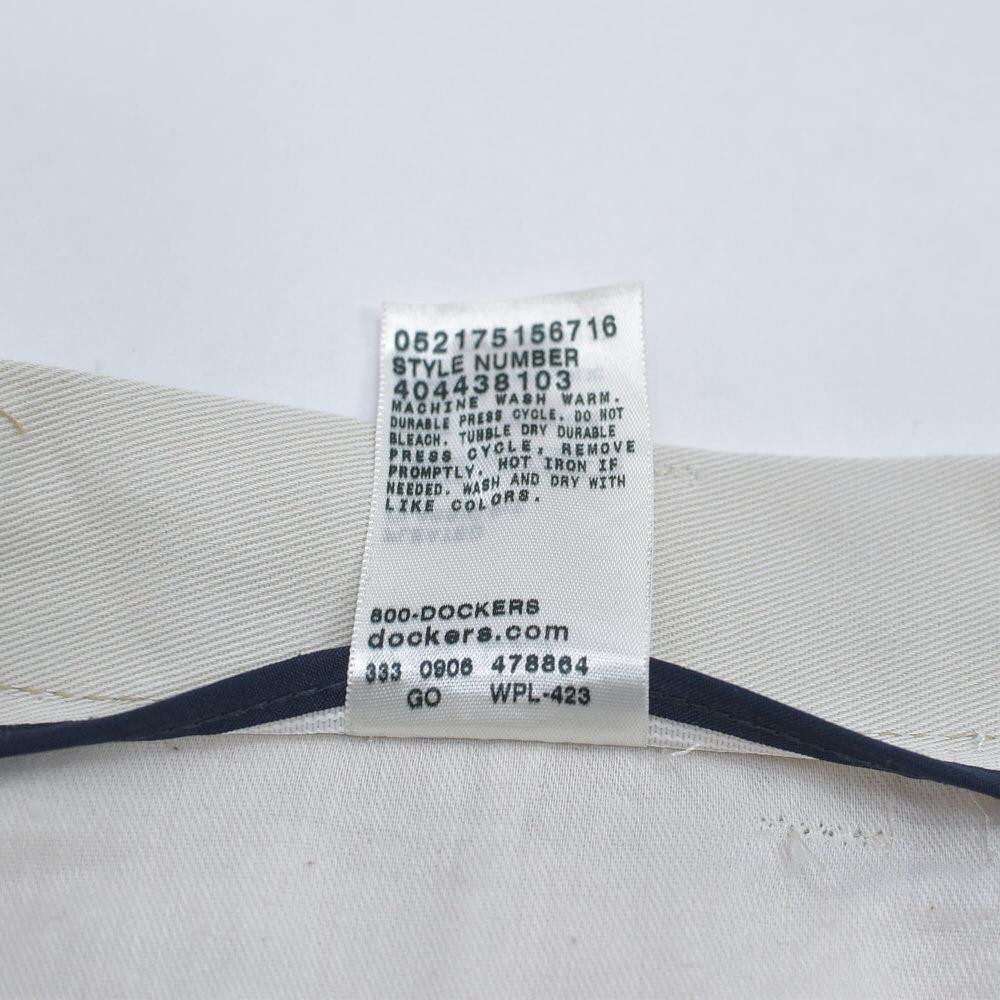 052175156716
STYLE NUMBER
404438103
MACHINE WASH WARM.
DURABLE PRESS CYCLE. DO NOT
BLEACH. TUMBLE DRY DURABLE
PRESS CYCLE, REMOVE
PROMPTLY. HOT IRON IF
NEEDED. WASH AND DRY WITH
LIKE COLORS.
800-DOCKERS
dockers.com
333 0906 478864
GO WPL-423